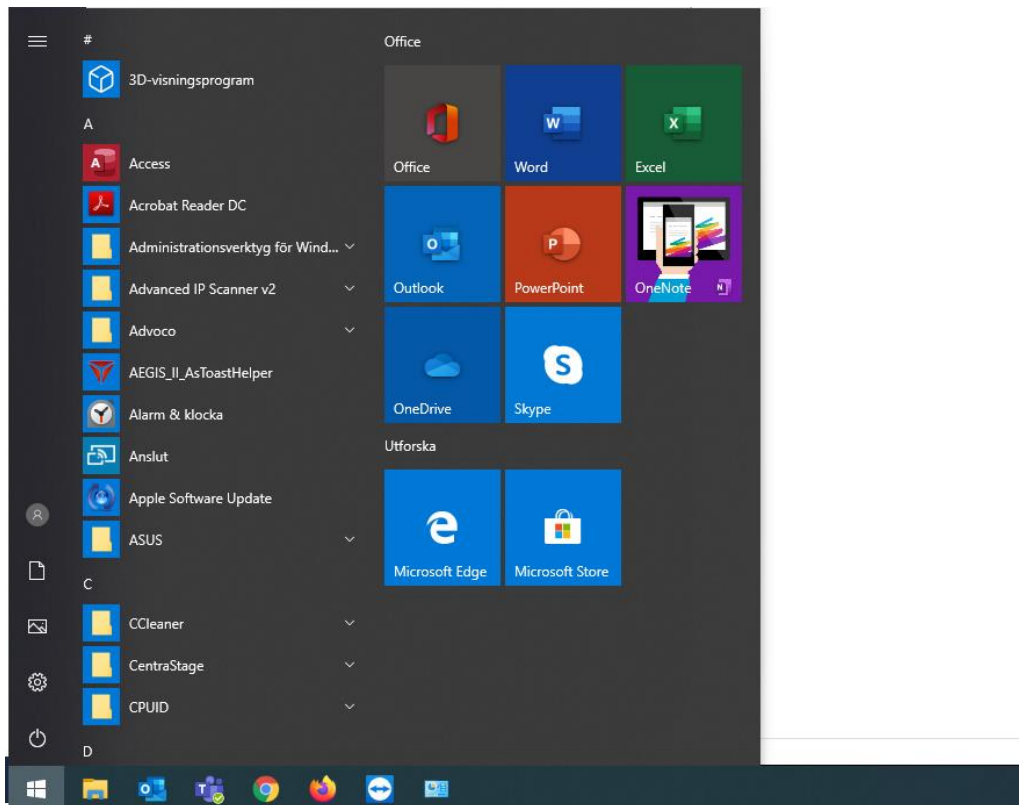 #
3D-visningsprogram
A
Access
Acrobat Reader DC
Administrationsverktyg för Wind...
Advanced IP Scanner v2
Advoco
AEGIS_II_AsToastHelper
Alarm & klocka
Anslut
Apple Software Update
ASUS
C
CCleaner
CentraStage
CPUID
D
Office
Office
Word
Excel
Outlook
PowerPoint
OneNote
OneDrive
Skype
Utforska
Microsoft Edge
Microsoft Store